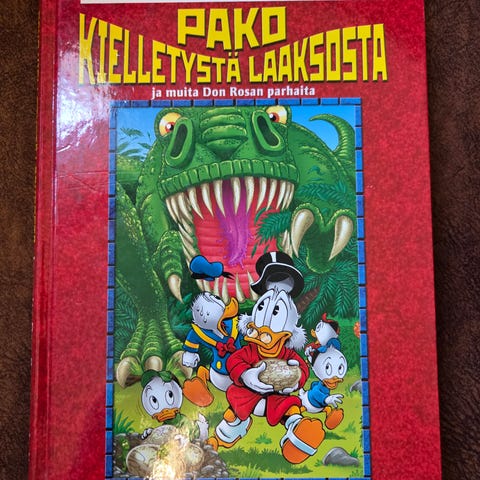 PAKO
KIELLETYSTÄ LAAKSOSTA
ja muita Don Rosan parhaita